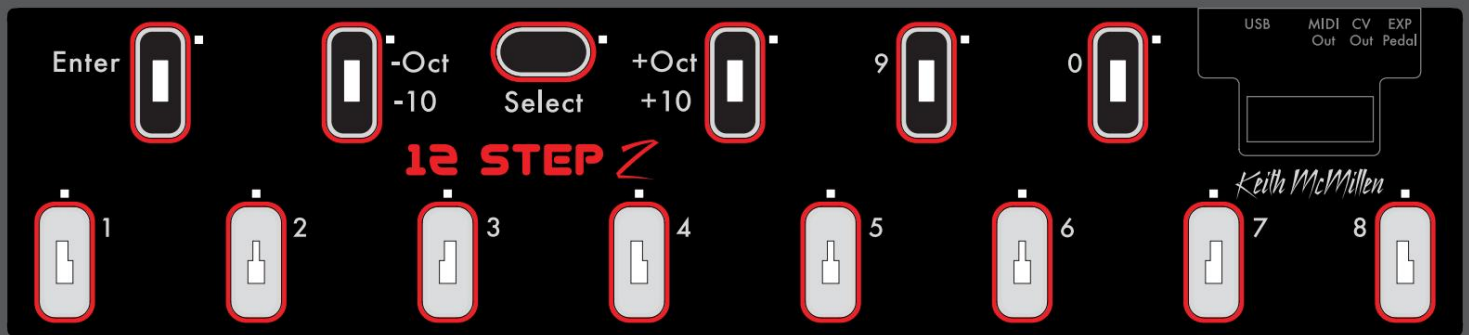 Enter
-Oct
-10
Select
+Oct
+10
9
0
USB
MIDI Out
CV Out
EXP Pedal
12 STEP 2
Keith McMillen
1
2
3
4
5
6
7
8